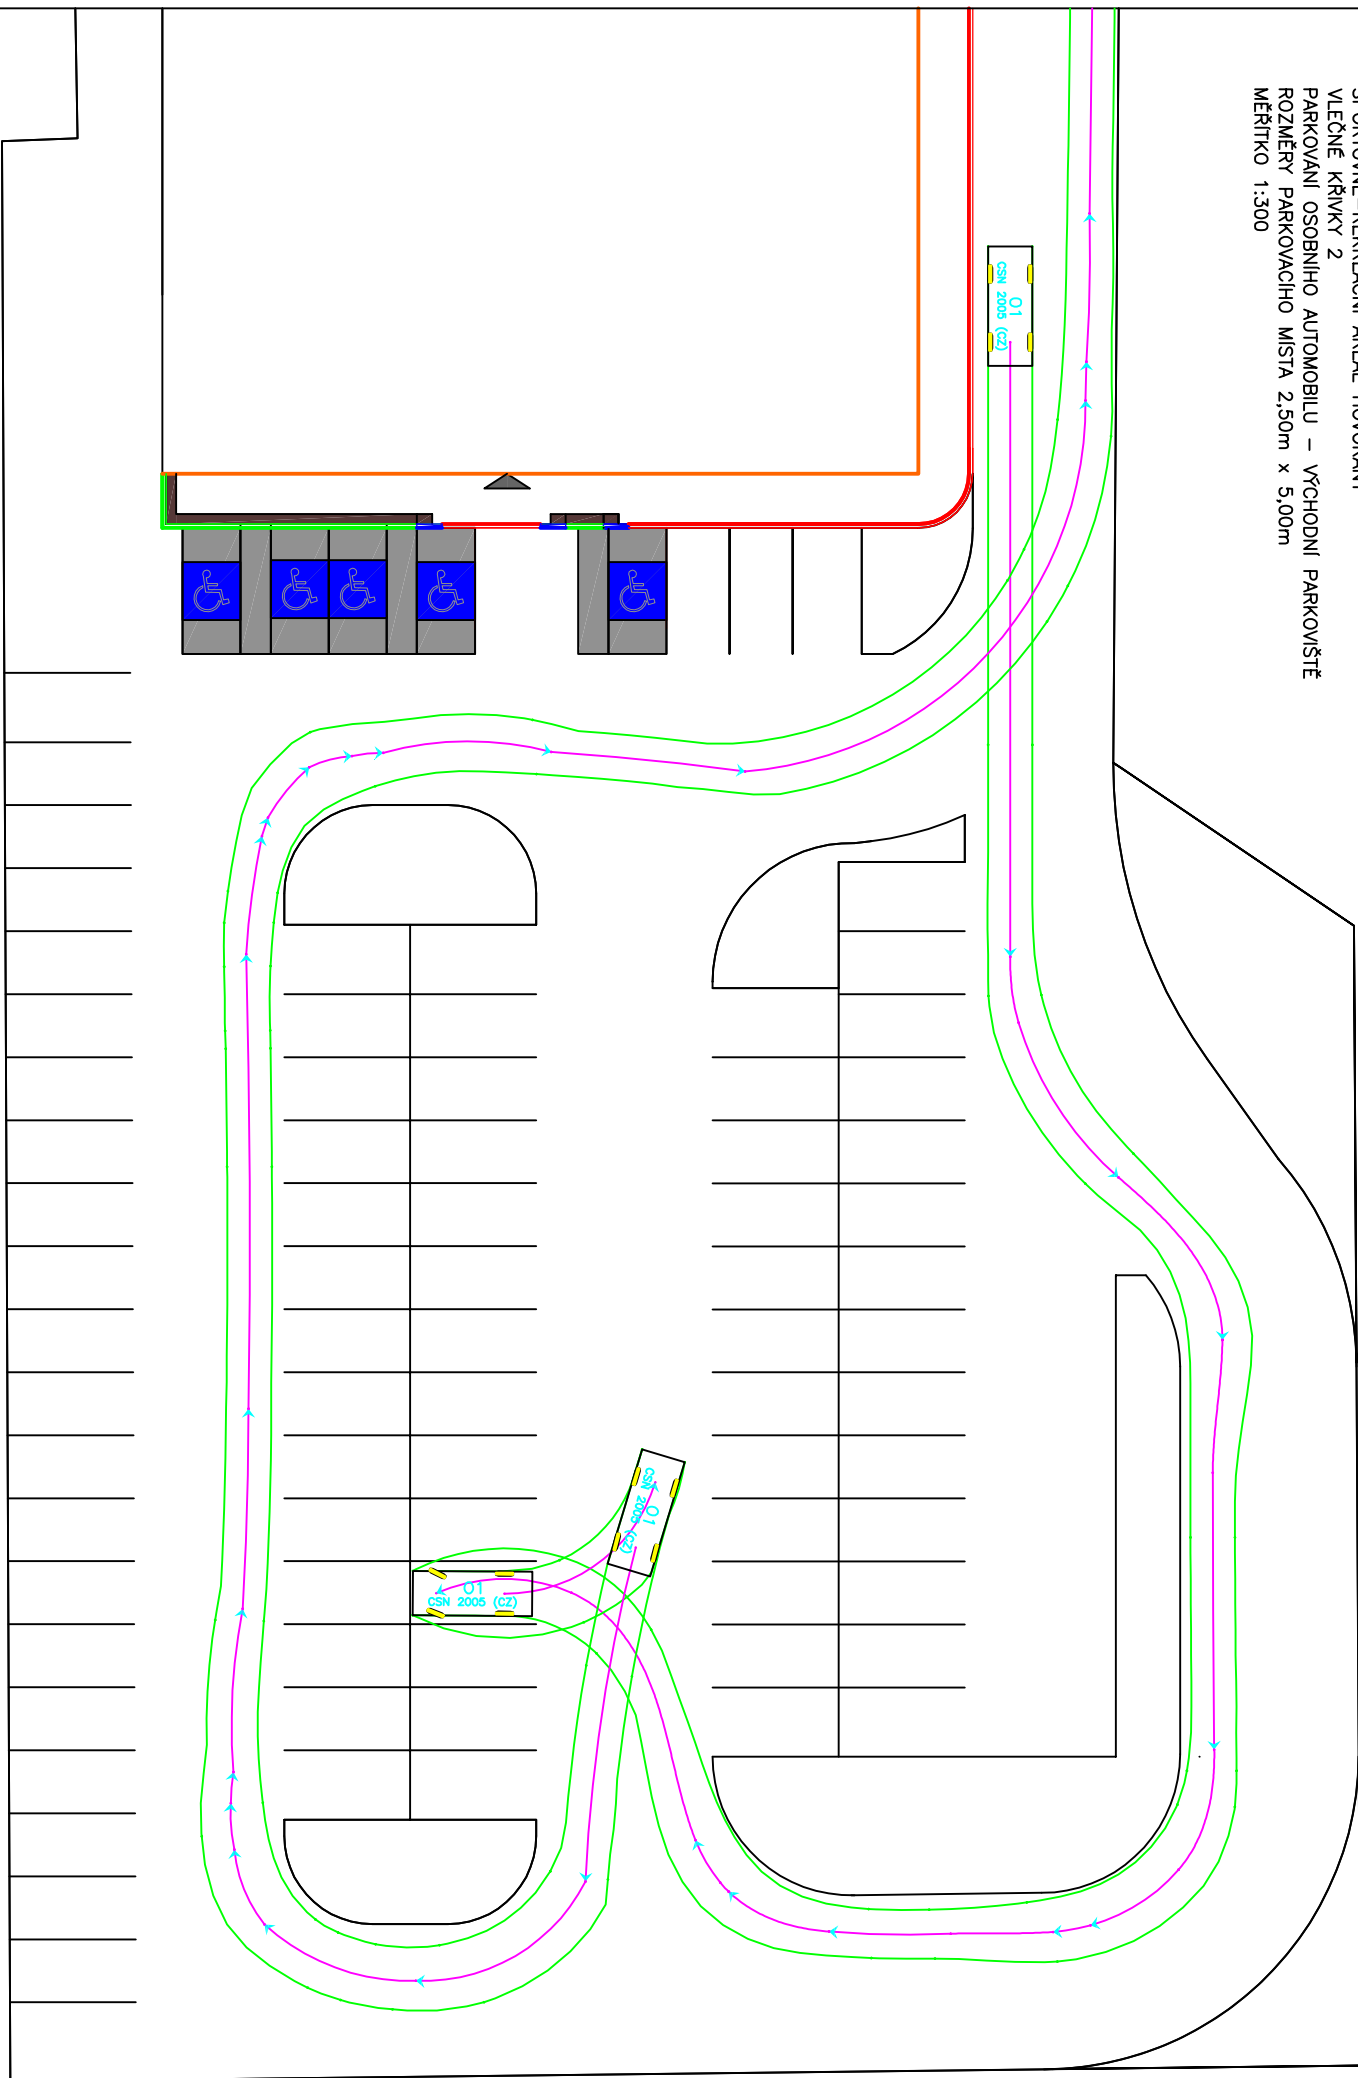 VLEČNÉ KŘIVKY 2
PARKOVÁNÍ OSOBNÍHO AUTOMOBILU - VÝCHODNÍ PARKOVIŠTĚ
ROZMĚRY PARKOVACÍHO MÍSTA 2,50m x 5,00m
MĚŘÍTKO 1:300
O1
CSN 2005 (CZ)
O1
CSN 2005 (CZ)
O1
CSN 2005 (CZ)